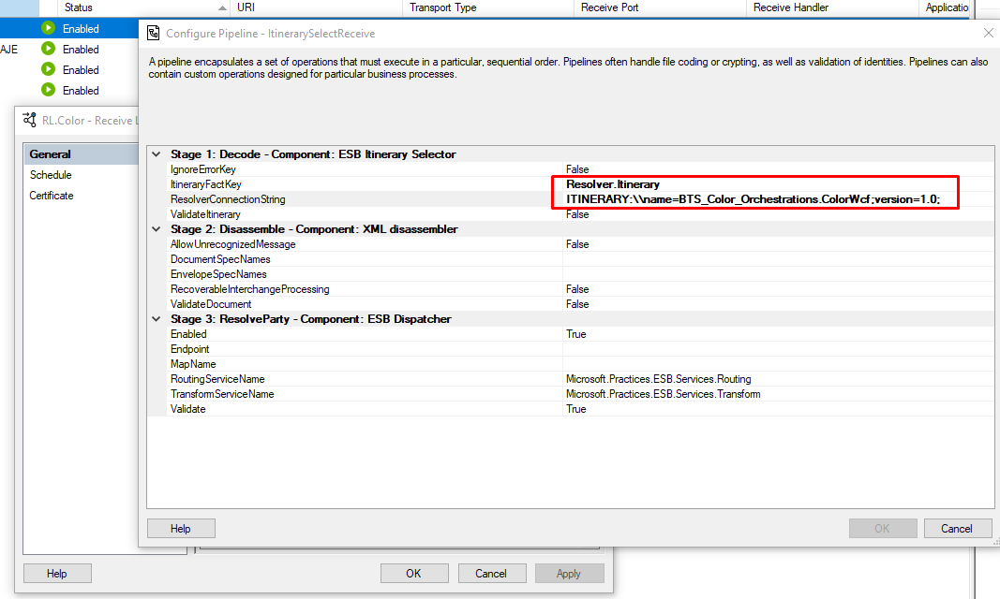 Status URI Transport Type Receive Port Receive Handler Applicatio
Enabled
AJE Enabled
Enabled
Enabled
Configure Pipeline - ItinerarySelectReceive
A pipeline encapsulates a set of operations that must execute in a particular, sequential order. Pipelines often handle file coding or crypting, as well as validation of identities. Pipelines can also
contain custom operations designed for particular business processes.
RL.Color - Receive L
General
Schedule
Certificate
Stage 1: Decode - Component: ESB Itinerary Selector
IgnoreErrorKey False
ItineraryFactKey Resolver.Itinerary
ResolverConnectionString ITINERARY:\\name=BTS_Color_Orchestrations.ColorWcf;version=1.0;
ValidateItinerary False
Stage 2: Disassemble - Component: XML disassembler
AllowUnrecognizedMessage False
DocumentSpecNames
EnvelopeSpecNames
RecoverableInterchangeProcessing False
ValidateDocument False
Stage 3: ResolveParty - Component: ESB Dispatcher
Enabled True
Endpoint
MapName
RoutingServiceName Microsoft.Practices.ESB.Services.Routing
TransformServiceName Microsoft.Practices.ESB.Services.Transform
Validate True
Help OK Cancel
Help OK Cancel Apply